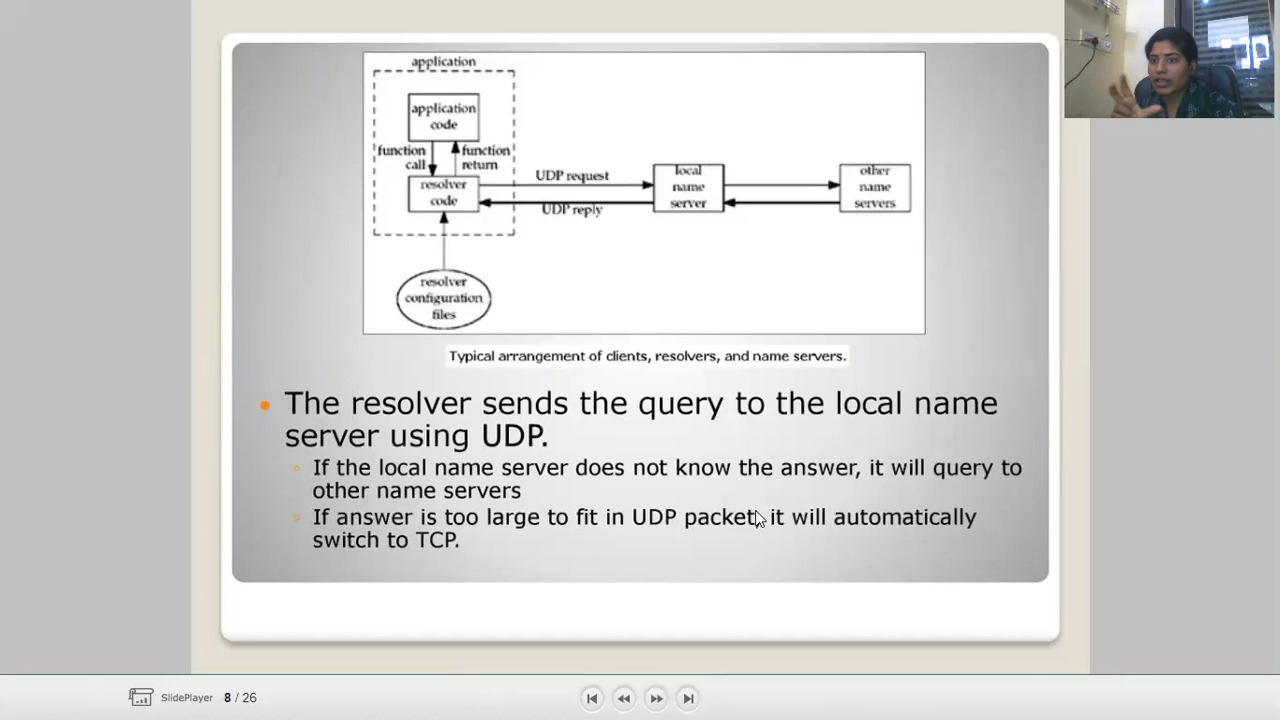 application
application
code
function
call
function
return
resolver
code
UDP request
UDP reply
local
name
server
other
name
servers
resolver
configuration
files
Typical arrangement of clients, resolvers, and name servers.
• The resolver sends the query to the local name
server using UDP.
◦ If the local name server does not know the answer, it will query to
other name servers
◦ If answer is too large to fit in UDP packet, it will automatically
switch to TCP.
SlidePlayer 8 / 26